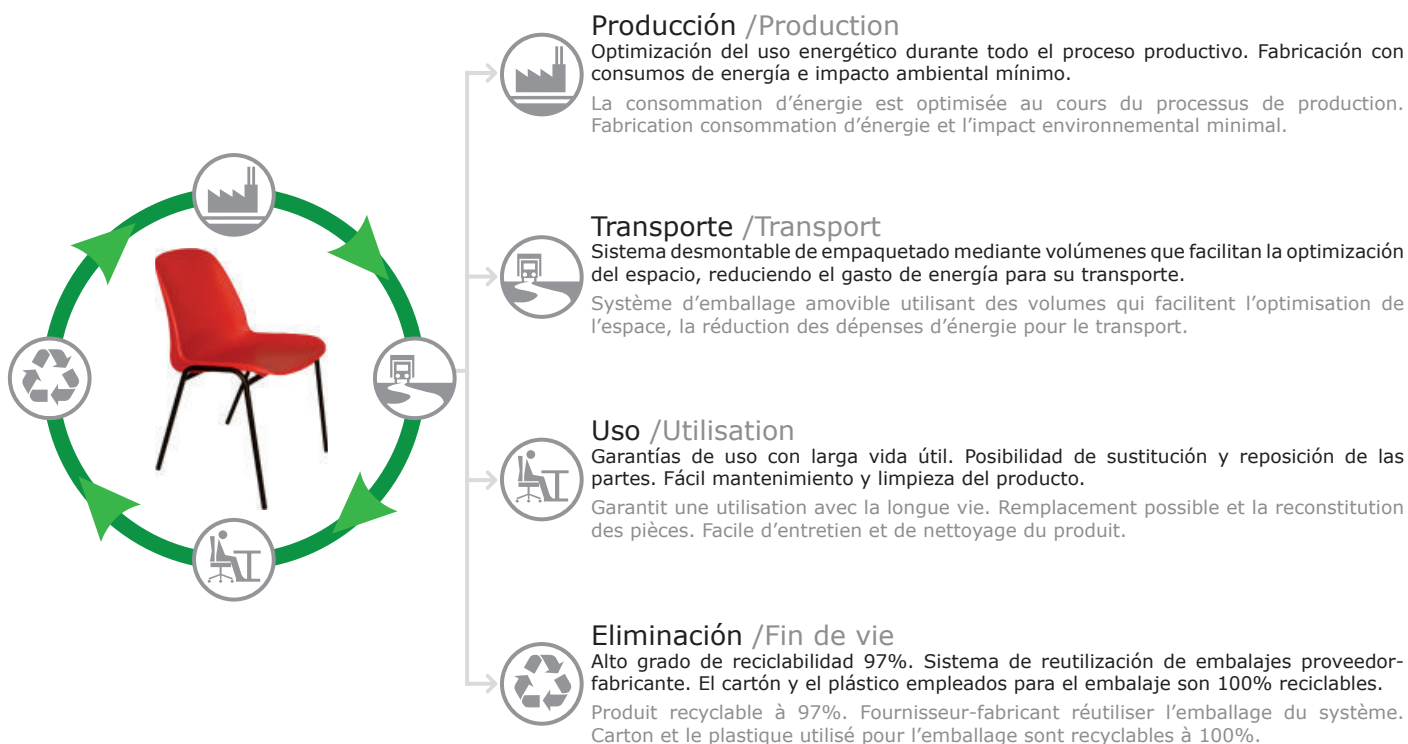 Producción /Production
Optimización del uso energético durante todo el proceso productivo. Fabricación con
consumos de energía e impacto ambiental mínimo.
La consommation d’énergie est optimisée au cours du processus de production.
Fabrication consommation d’énergie et l’impact environnemental minimal.
Transporte /Transport
Sistema desmontable de empaquetado mediante volúmenes que facilitan la optimización
del espacio, reduciendo el gasto de energía para su transporte.
Système d’emballage amovible utilisant des volumes qui facilitent l’optimisation de
l’espace, la réduction des dépenses d’énergie pour le transport.
Uso /Utilisation
Garantías de uso con larga vida útil. Posibilidad de sustitución y reposición de las
partes. Fácil mantenimiento y limpieza del producto.
Garantit une utilisation avec la longue vie. Remplacement possible et la reconstitution
des pièces. Facile d’entretien et de nettoyage du produit.
Eliminación /Fin de vie
Alto grado de reciclabilidad 97%. Sistema de reutilización de embalajes proveedor-
fabricante. El cartón y el plástico empleados para el embalaje son 100% reciclables.
Produit recyclable à 97%. Fournisseur-fabricant réutiliser l’emballage du système.
Carton et le plastique utilisé pour l’emballage sont recyclables à 100%.